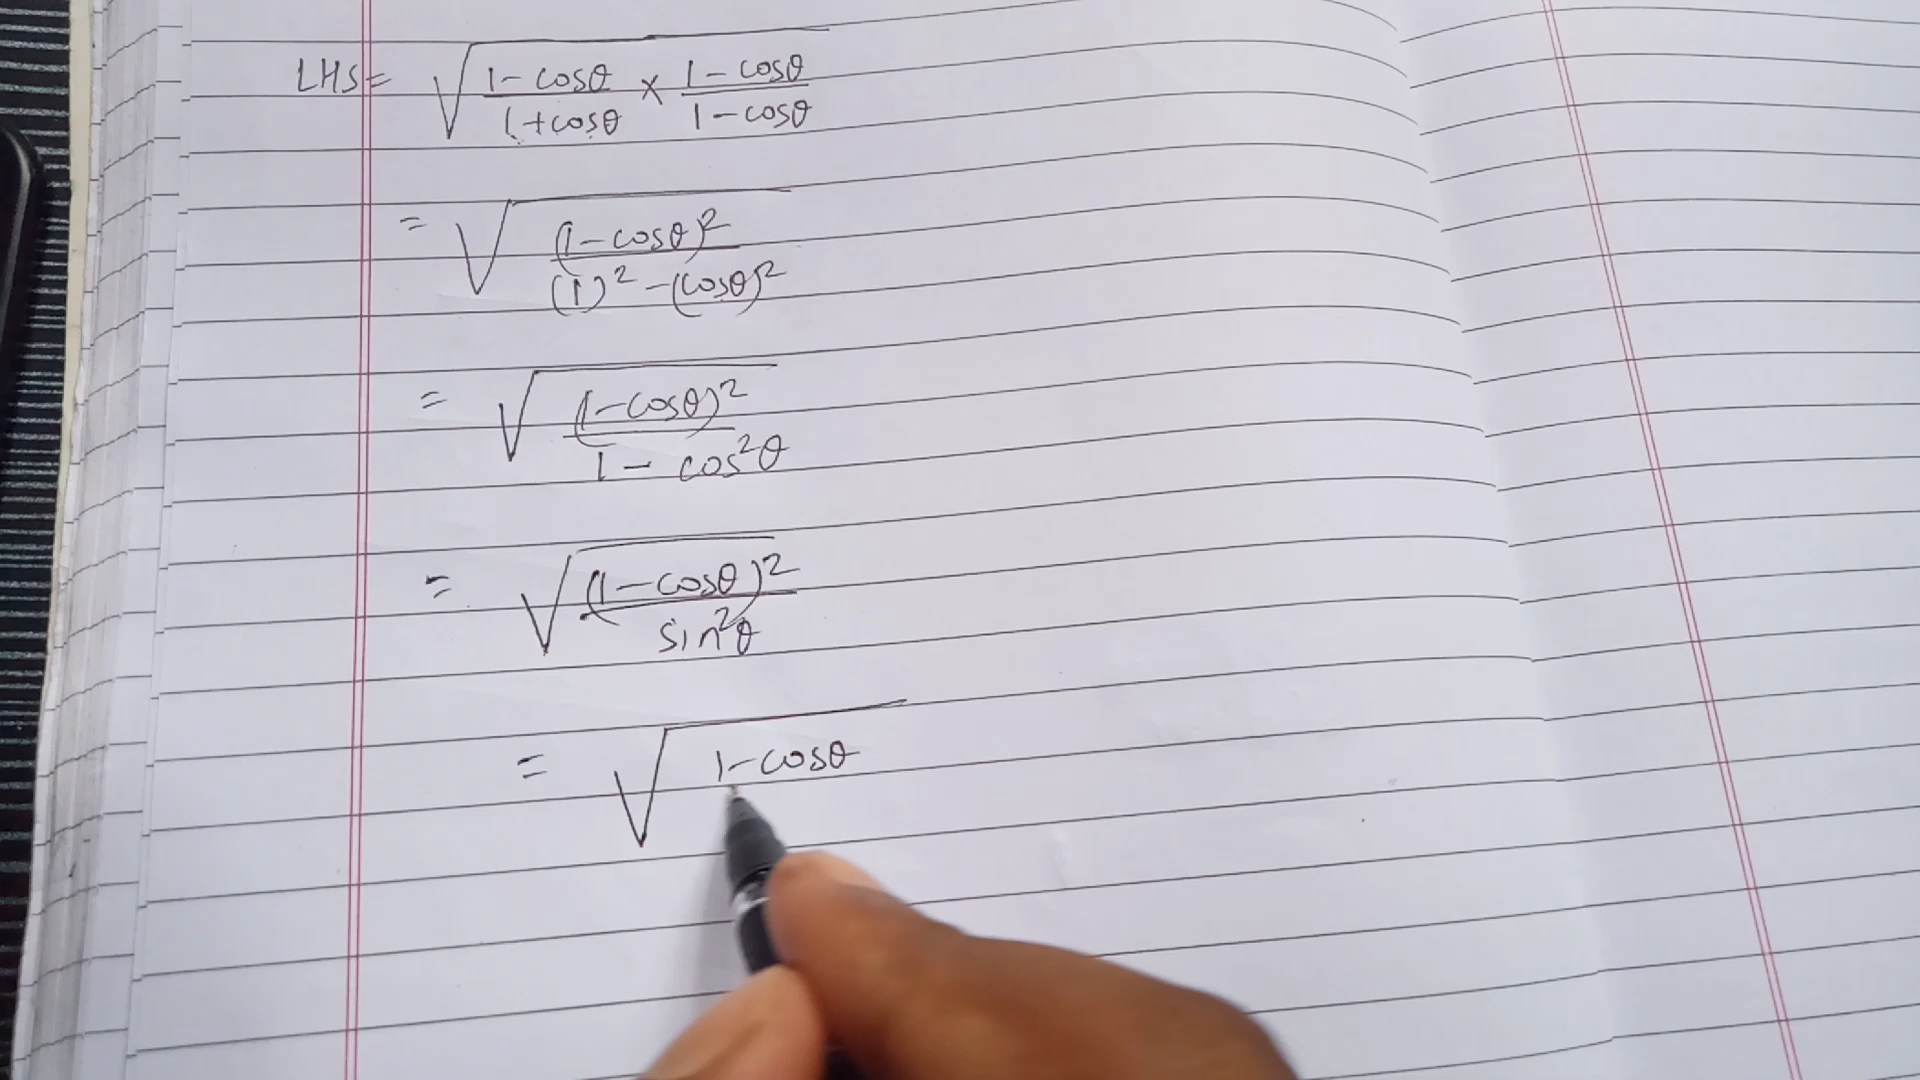 LHS = √((1-cosθ)/(1+cosθ) × (1-cosθ)/(1-cosθ))
= √((1-cosθ)²/((1)²-(cosθ)²))
= √((1-cosθ)²/(1-cos²θ))
= √((1-cosθ)²/(sin²θ))
= √(1-cosθ)